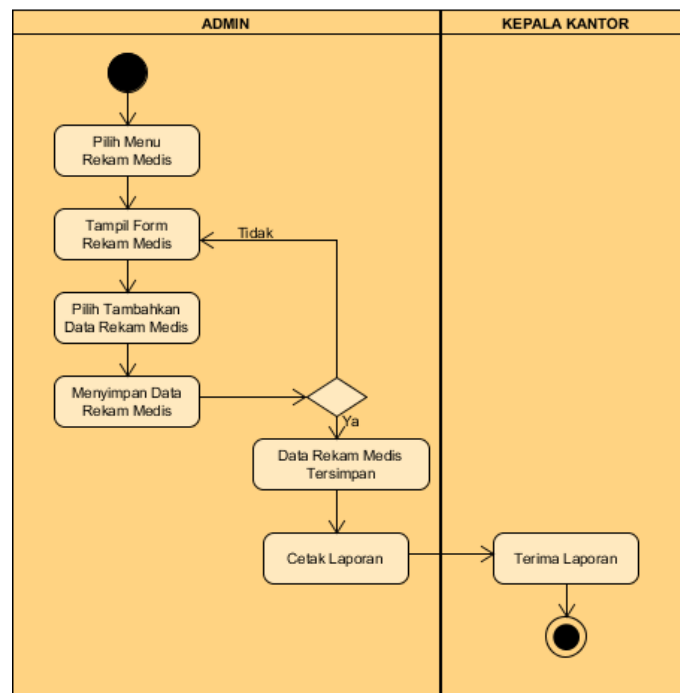 ADMIN
KEPALA KANTOR
Pilih Menu
Rekam Medis
Tampil Form
Rekam Medis
Tidak
Pilih Tambahkan
Data Rekam Medis
Menyimpan Data
Rekam Medis
Ya
Data Rekam Medis
Tersimpan
Cetak Laporan
Terima Laporan